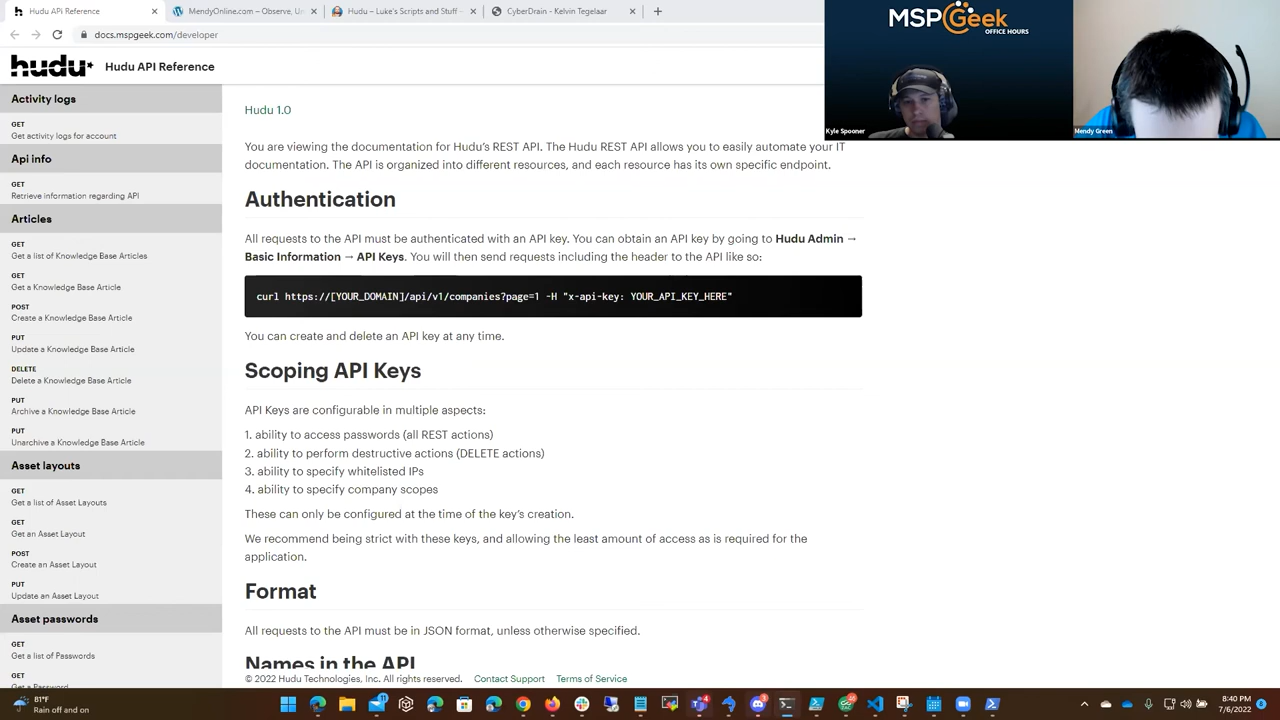 Hudu APi Reference
MendyOnline.com – Observe, Un
Hudu – Luke's Scripts and Stuff -
CyberDrain - Kelvin Tegelaar
docs.mspgeek.com/developer
hudu
Hudu API Reference
MSPGeek
OFFICE HOURS
Kyle Spooner
Mendy Green
Activity logs
GET
Get activity logs for account
Api info
GET
Retrieve information regarding API
Articles
GET
Get a list of Knowledge Base Articles
GET
Get a Knowledge Base Article
POST
Create a Knowledge Base Article
PUT
Update a Knowledge Base Article
DELETE
Delete a Knowledge Base Article
PUT
Archive a Knowledge Base Article
PUT
Unarchive a Knowledge Base Article
Asset layouts
GET
Get a list of Asset Layouts
GET
Get an Asset Layout
POST
Create an Asset Layout
PUT
Update an Asset Layout
Asset passwords
GET
Get a list of Passwords
GET
Get a Password
Hudu 1.0
You are viewing the documentation for Hudu's REST API. The Hudu REST API allows you to easily automate your IT
documentation. The API is organized into different resources, and each resource has its own specific endpoint.
Authentication
All requests to the API must be authenticated with an API key. You can obtain an API key by going to Hudu Admin →
Basic Information → API Keys. You will then send requests including the header to the API like so:
curl https://[YOUR_DOMAIN]/api/v1/companies?page=1 -H "x-api-key: YOUR_API_KEY_HERE"
You can create and delete an API key at any time.
Scoping API Keys
API Keys are configurable in multiple aspects:
1. ability to access passwords (all REST actions)
2. ability to perform destructive actions (DELETE actions)
3. ability to specify whitelisted IPs
4. ability to specify company scopes
These can only be configured at the time of the key's creation.
We recommend being strict with these keys, and allowing the least amount of access as is required for the
application.
Format
All requests to the API must be in JSON format, unless otherwise specified.
Names in the API
© 2022 Hudu Technologies, Inc. All rights reserved. Contact Support Terms of Service
81°F
Rain off and on
8:40 PM
7/6/2022